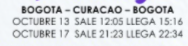 BOGOTA – CURACAO – BOGOTA
OCTUBRE 13 SALE 12:05 LLEGA 15:16
OCTUBRE 17 SALE 21:23 LLEGA 22:34